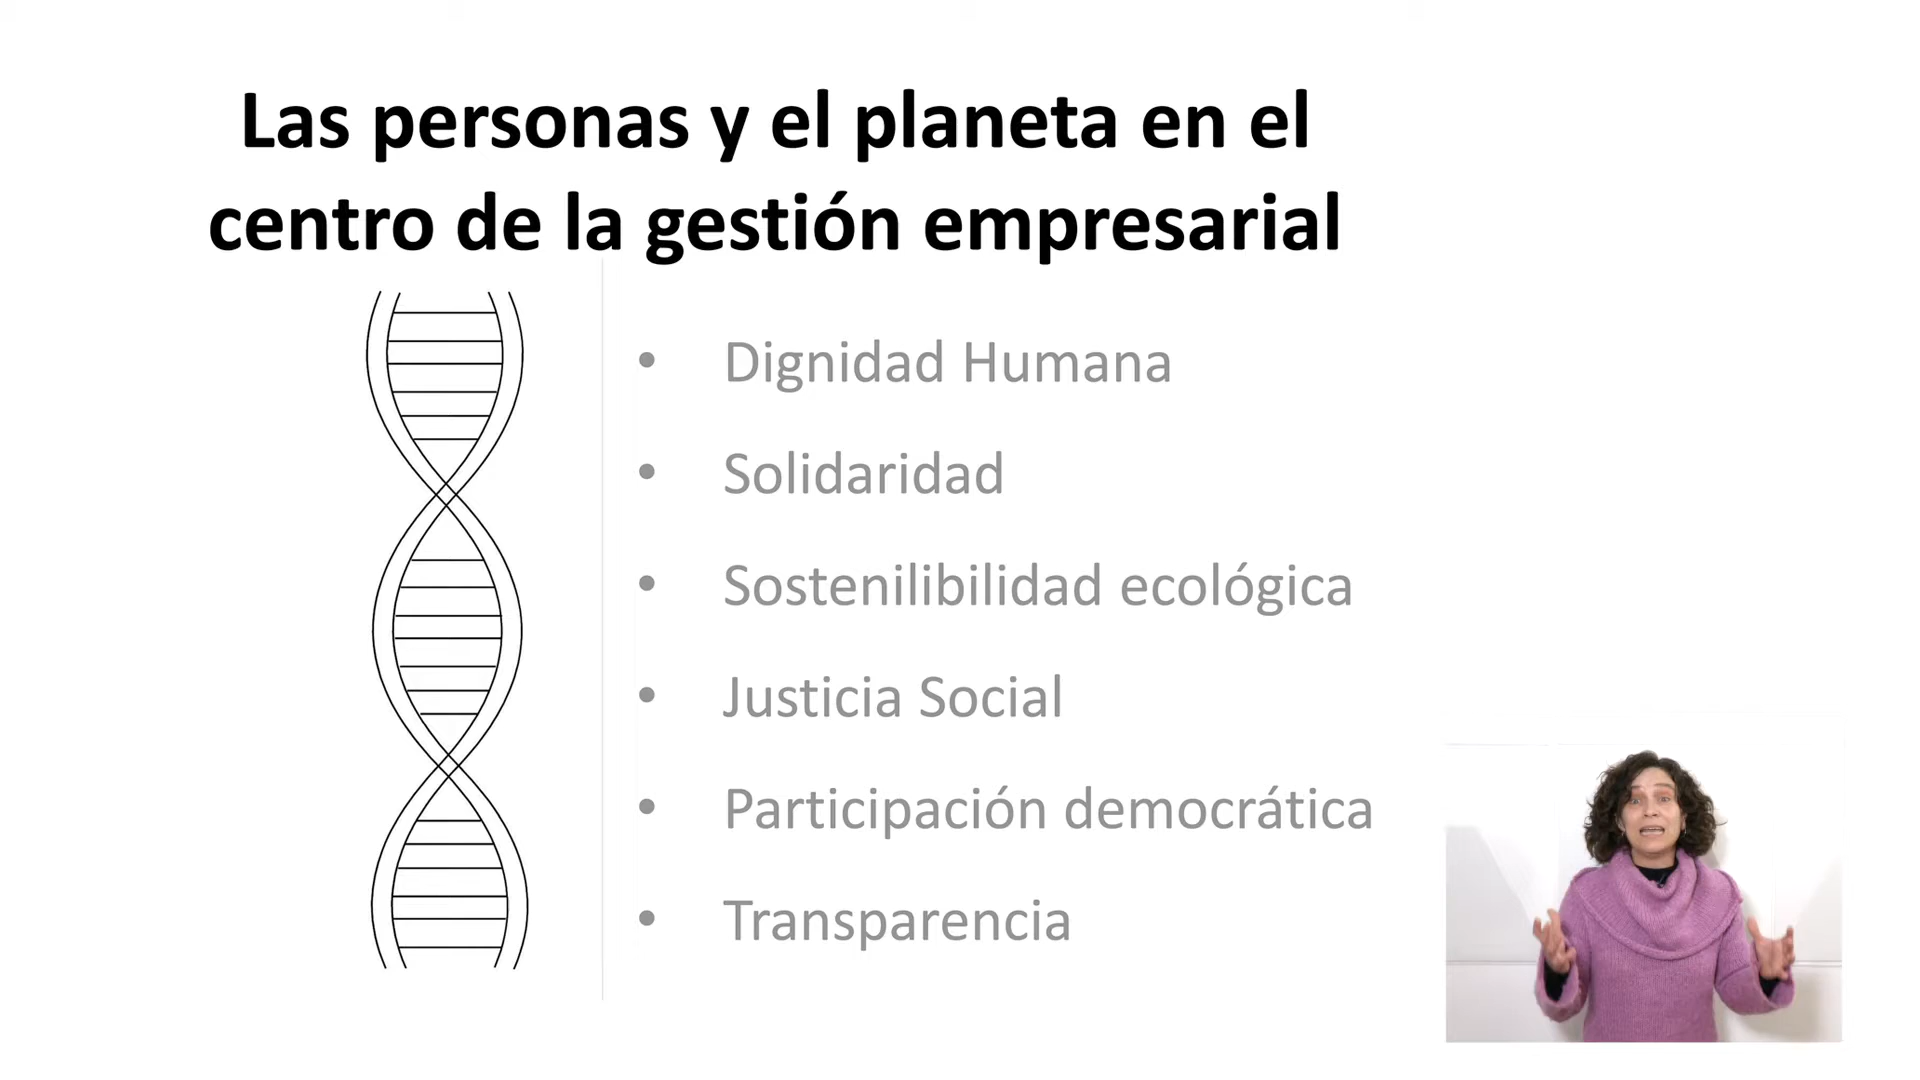 Las personas y el planeta en el
centro de la gestión empresarial
• Dignidad Humana
• Solidaridad
• Sostenilibilidad ecológica
• Justicia Social
• Participación democrática
• Transparencia